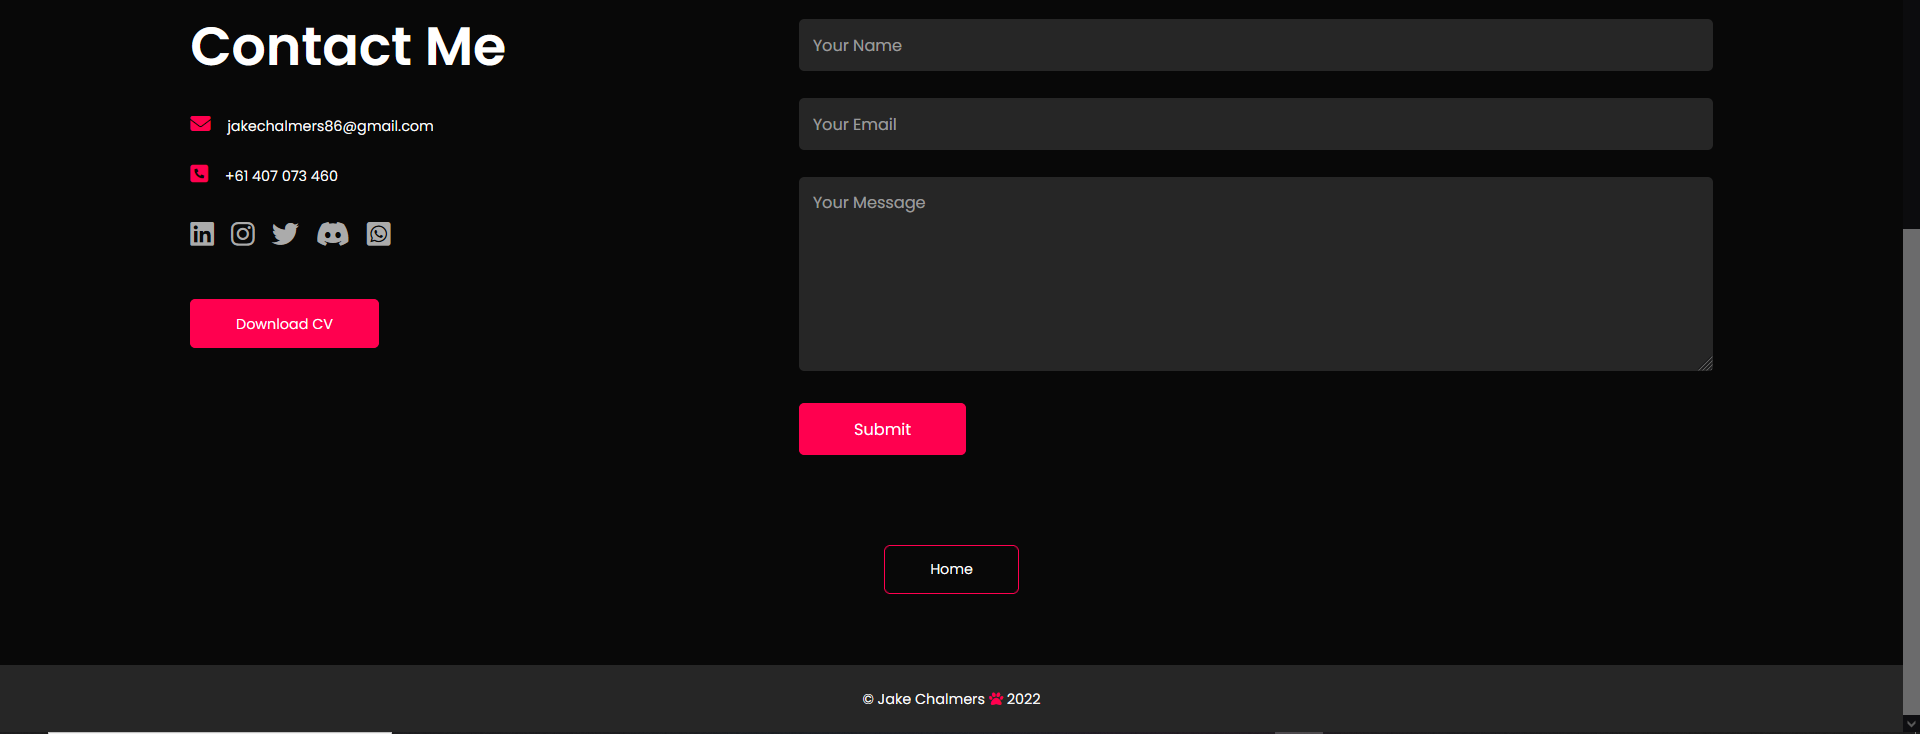 Contact Me
jakechalmers86@gmail.com
+61 407 073 460
Download CV
Your Name
Your Email
Your Message
Submit
Home
© Jake Chalmers 2022